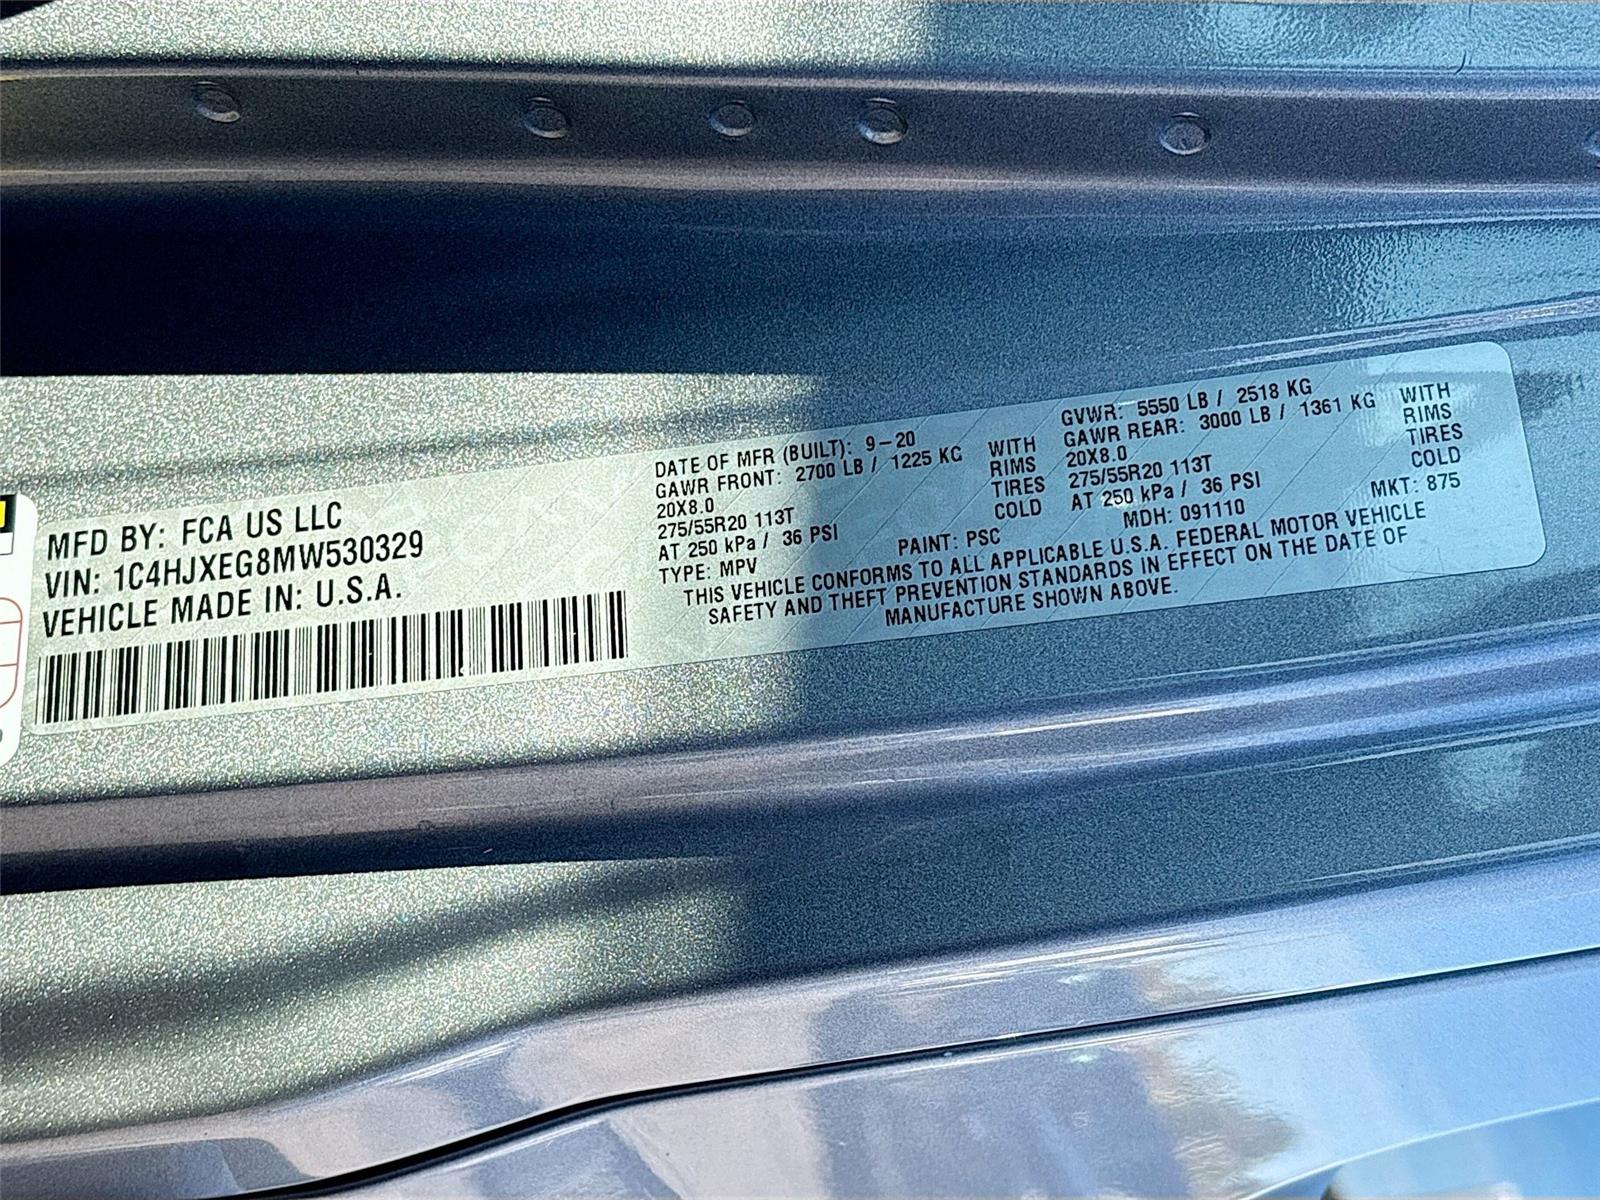 MFD BY: FCA US LLC
VIN: 1C4HJXEG8MW530329
VEHICLE MADE IN: U.S.A.
DATE OF MFR (BUILT): 9-20
GAWR FRONT: 2700 LB / 1225 KG WITH
20X8.0 RIMS
275/55R20 113T TIRES
AT 250 kPa / 36 PSI COLD
GVWR: 5550 LB / 2518 KG
GAWR REAR: 3000 LB / 1361 KG WITH
20X8.0 RIMS
275/55R20 113T TIRES
AT 250 kPa / 36 PSI COLD
TYPE: MPV PAINT: PSC MDH: 091110 MKT: 875
THIS VEHICLE CONFORMS TO ALL APPLICABLE U.S.A. FEDERAL MOTOR VEHICLE
SAFETY AND THEFT PREVENTION STANDARDS IN EFFECT ON THE DATE OF
MANUFACTURE SHOWN ABOVE.